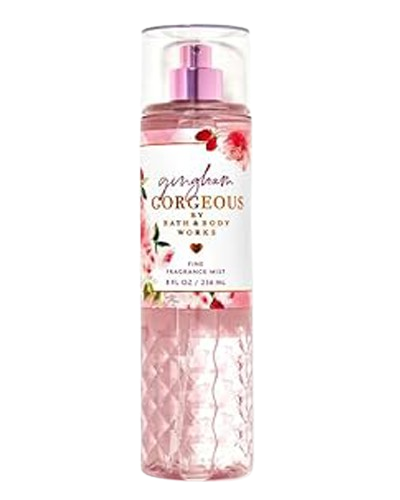 gingham
GORGEOUS
BY
BATH & BODY
WORKS
FINE
FRAGRANCE MIST
8 FL OZ / 236 mL